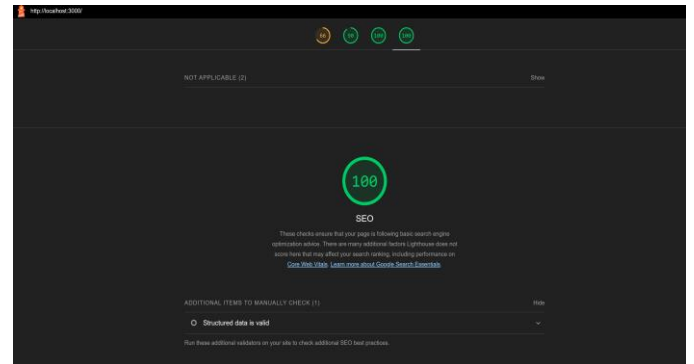 http://localhost:3000/
66 90 100 100
NOT APPLICABLE (2) Show
100
SEO
These checks ensure that your page is following basic search engine
optimization advice. There are many additional factors Lighthouse does not
score here that may affect your search ranking, including performance on
Core Web Vitals. Learn more about Google Search Essentials.
ADDITIONAL ITEMS TO MANUALLY CHECK (1) Hide
Structured data is valid
Run these additional validators on your site to check additional SEO best practices.